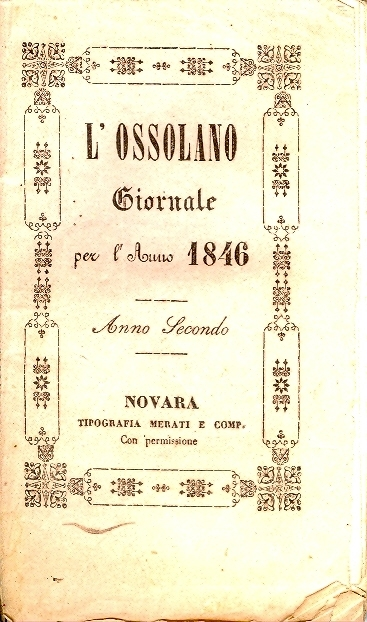 L' OSSOLANO
Giornale
per l'Anno 1846
Anno Secondo
NOVARA
TIPOGRAFIA MERATI E COMP.
Con permissione